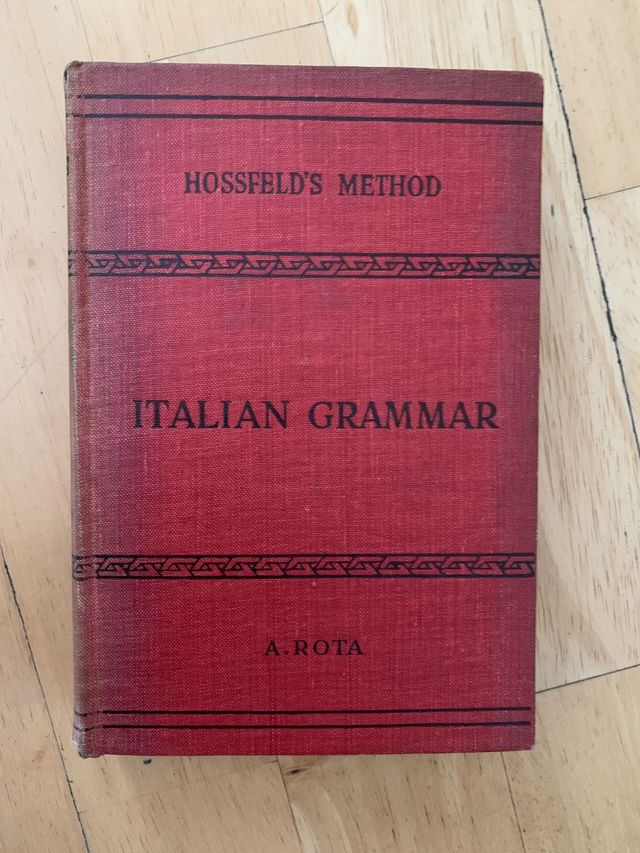 HOSSFELD'S METHOD
ITALIAN GRAMMAR
A. ROTA